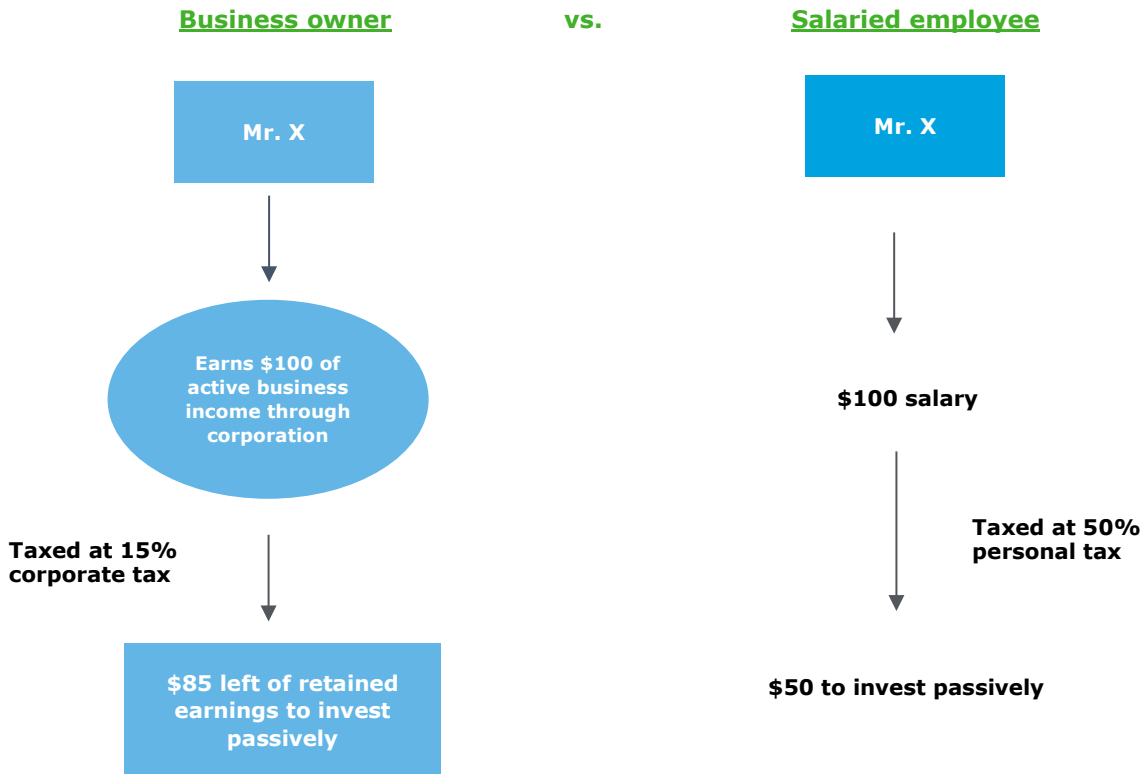 Business owner vs. Salaried employee
Mr. X
Earns $100 of
active business
income through
corporation
Taxed at 15%
corporate tax
$85 left of retained
earnings to invest
passively
Mr. X
$100 salary
Taxed at 50%
personal tax
$50 to invest passively